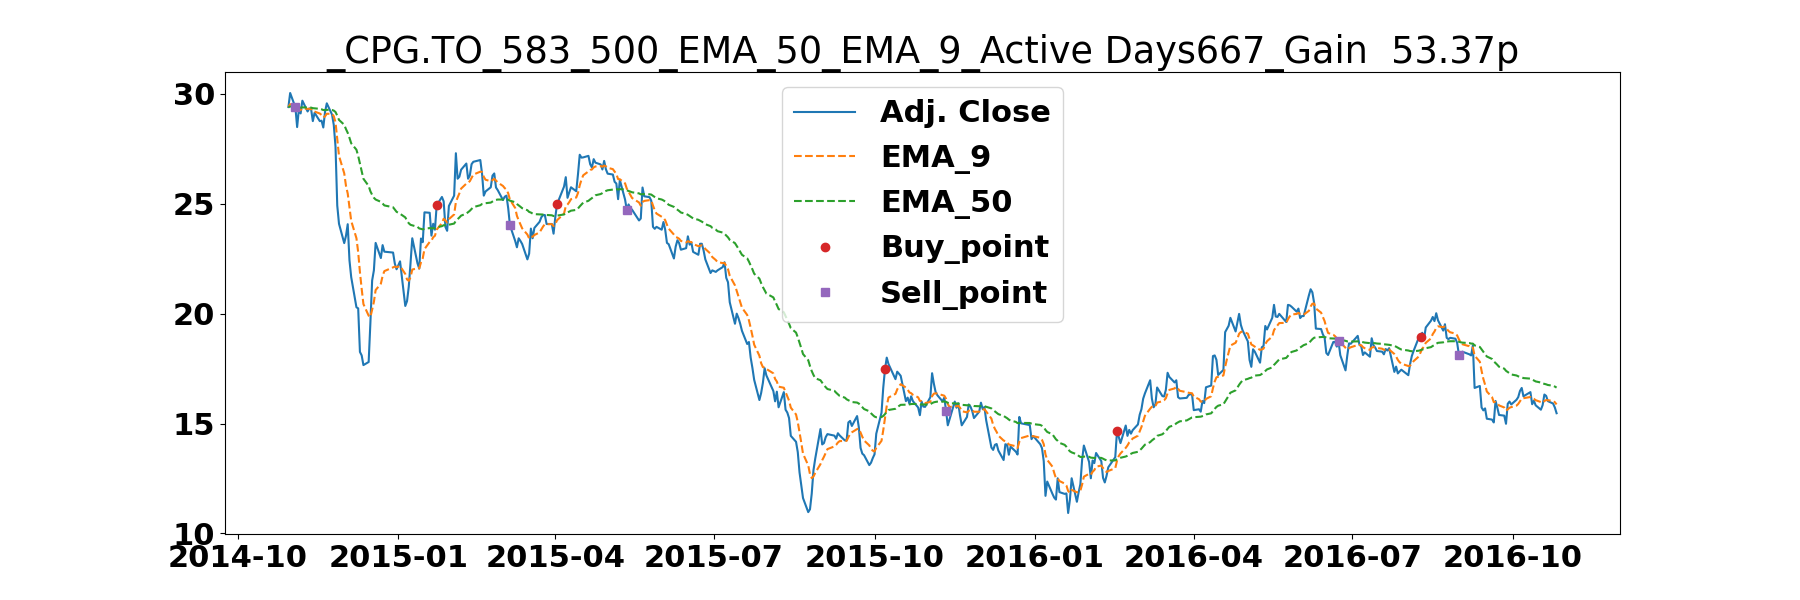 _CPG.TO_583_500_EMA_50_EMA_9_Active Days667_Gain  53.37p
30
25
20
15
10
Adj. Close
EMA_9
EMA_50
Buy_point
Sell_point
2014-10 2015-01 2015-04 2015-07 2015-10 2016-01 2016-04 2016-07 2016-10